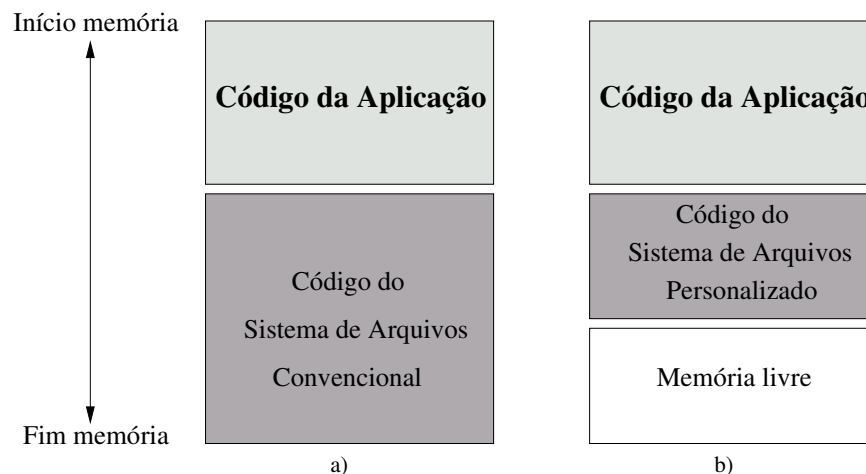 Início memória
Fim memória
Código da Aplicação
Código do
Sistema de Arquivos
Convencional
a)
Código da Aplicação
Código do
Sistema de Arquivos
Personalizado
Memória livre
b)